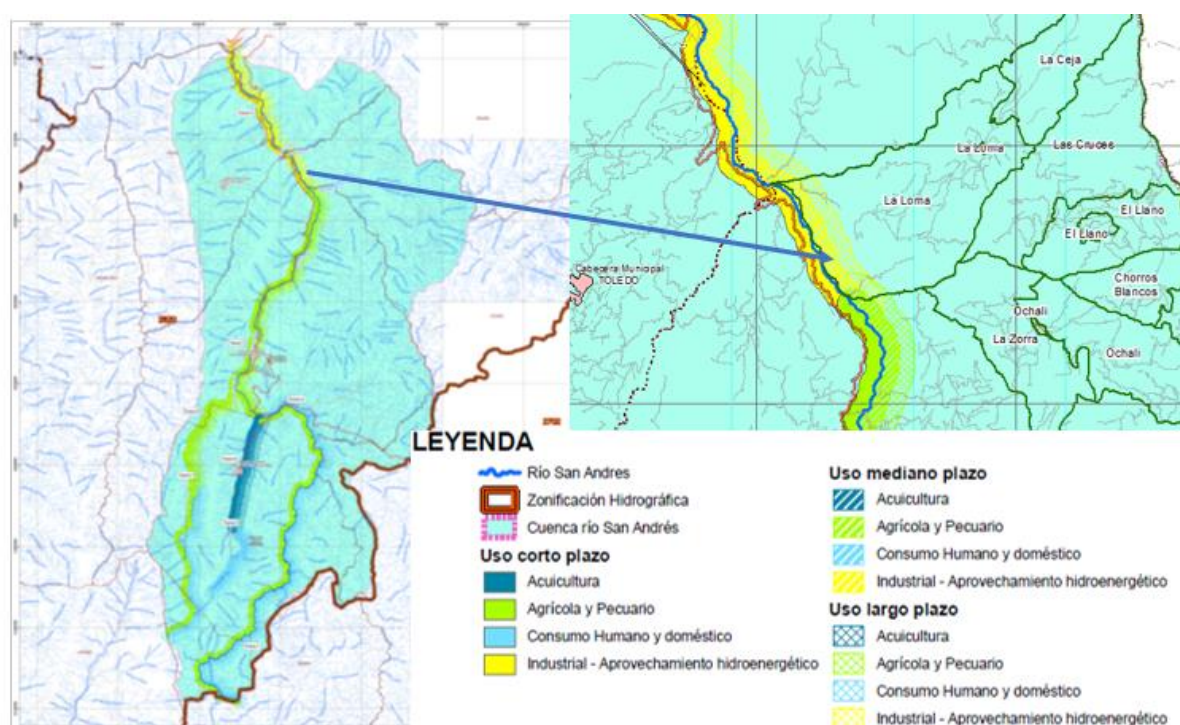 La Ceja
La Loma
Las Cruces
La Loma
El Llano
El Llano
Cabecera Municipal
TOLEDO
Chorros
Blancos
Ochali
La Zorra
Ochali
LEYENDA
Río San Andres
Zonificación Hidrográfica
Cuenca río San Andrés
Uso corto plazo
Acuicultura
Agrícola y Pecuario
Consumo Humano y doméstico
Industrial - Aprovechamiento hidroenergético
Uso mediano plazo
Acuicultura
Agrícola y Pecuario
Consumo Humano y doméstico
Industrial - Aprovechamiento hidroenergético
Uso largo plazo
Acuicultura
Agrícola y Pecuario
Consumo Humano y doméstico
Industrial - Aprovechamiento hidroenergético